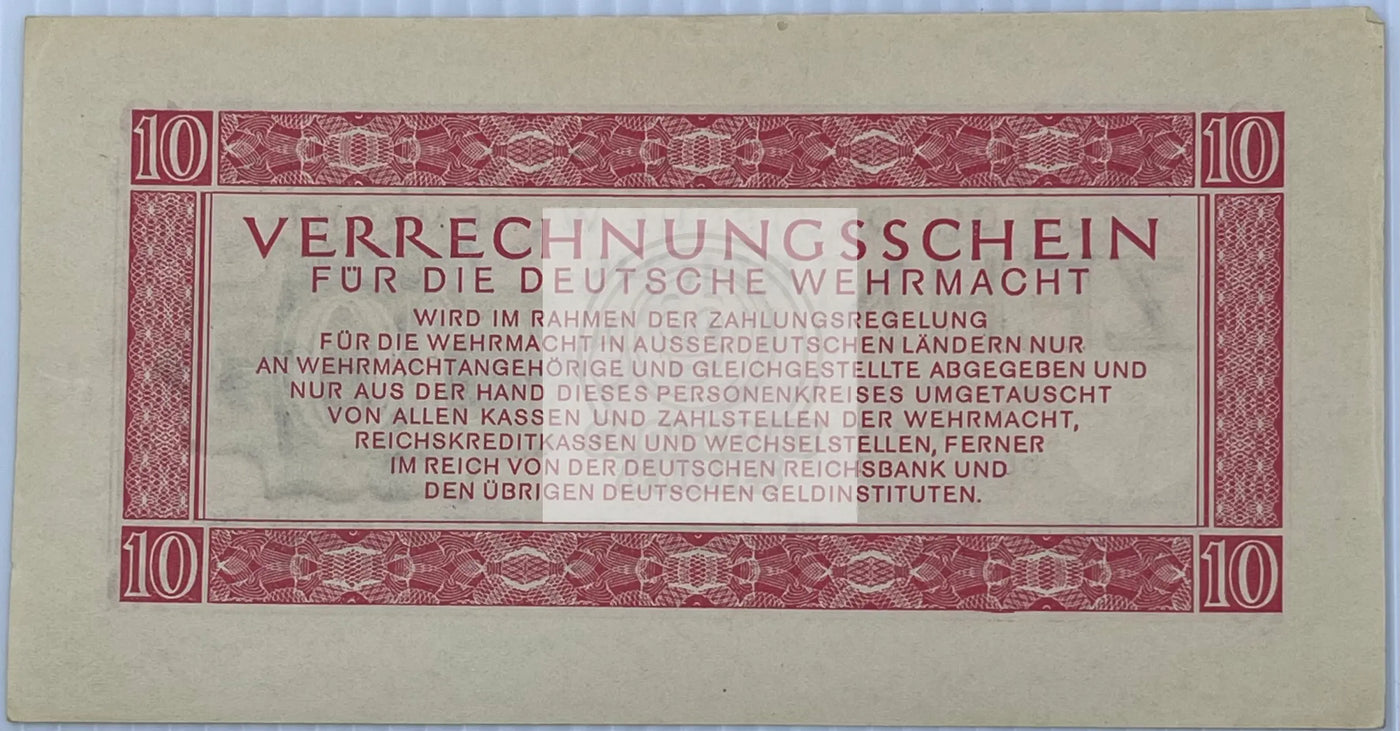 10 10
VERRECHNUNGSSCHEIN
FÜR DIE DEUTSCHE WEHRMACHT
WIRD IM RAHMEN DER ZAHLUNGSREGELUNG
FÜR DIE WEHRMACHT IN AUSSERDEUTSCHEN LÄNDERN NUR
AN WEHRMACHTANGEHÖRIGE UND GLEICHGESTELLTE ABGEGEBEN UND
NUR AUS DER HAND DIESES PERSONENKREISES UMGETAUSCHT
VON ALLEN KASSEN UND ZAHLSTELLEN DER WEHRMACHT,
REICHSKREDITKASSEN UND WECHSELSTELLEN, FERNER
IM REICH VON DER DEUTSCHEN REICHSBANK UND
DEN ÜBRIGEN DEUTSCHEN GELDINSTITUTEN.
10 10